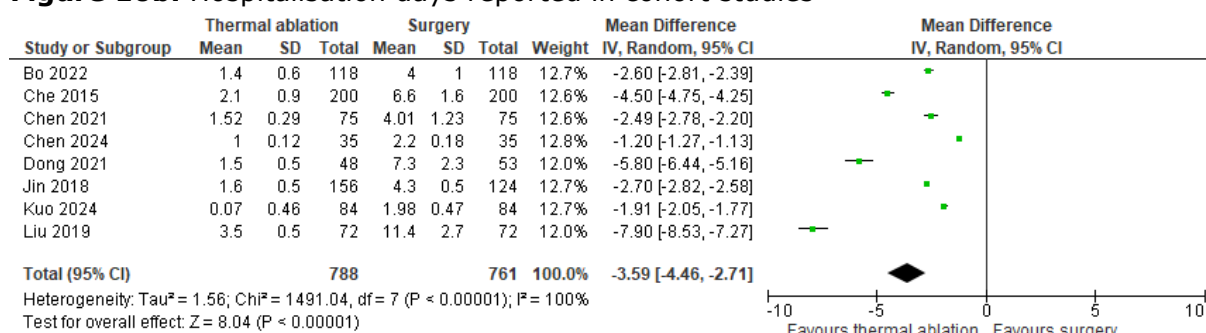 Figure 13b. Hospitalisation days reported in cohort studies
Thermal ablation Surgery Mean Difference Mean Difference
Study or Subgroup Mean SD Total Mean SD Total Weight IV, Random, 95% CI IV, Random, 95% CI
Bo 2022 1.4 0.6 118 4 1 118 12.7% -2.60 [-2.81, -2.39]
Che 2015 2.1 0.9 200 6.6 1.6 200 12.6% -4.50 [-4.75, -4.25]
Chen 2021 1.52 0.29 75 4.01 1.23 75 12.6% -2.49 [-2.78, -2.20]
Chen 2024 1 0.12 35 2.2 0.18 35 12.8% -1.20 [-1.27, -1.13]
Dong 2021 1.5 0.5 48 7.3 2.3 53 12.0% -5.80 [-6.44, -5.16]
Jin 2018 1.6 0.5 156 4.3 0.5 124 12.7% -2.70 [-2.82, -2.58]
Kuo 2024 0.07 0.46 84 1.98 0.47 84 12.7% -1.91 [-2.05, -1.77]
Liu 2019 3.5 0.5 72 11.4 2.7 72 12.0% -7.90 [-8.53, -7.27]
Total (95% CI) 788 761 100.0% -3.59 [-4.46, -2.71]
Heterogeneity: Tau² = 1.56; Chi² = 1491.04, df = 7 (P < 0.00001); I² = 100%
Test for overall effect: Z = 8.04 (P < 0.00001)
-10 -5 0 5 10
Favours thermal ablation Favours surgery